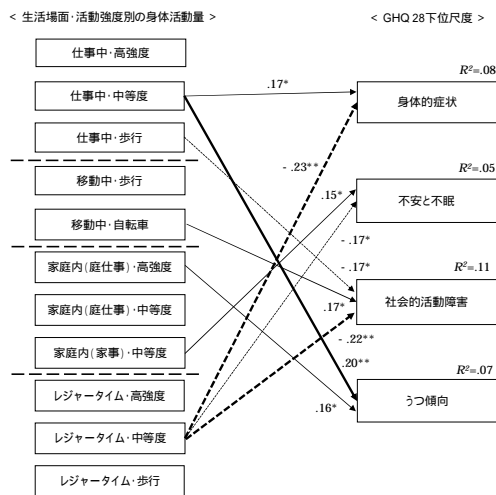 < 生活場面･活動強度別の身体活動量 >
< GHQ 28下位尺度 >
仕事中･高強度
仕事中･中等度
仕事中･歩行
移動中･歩行
移動中･自転車
家庭内(庭仕事)･高強度
家庭内(庭仕事)･中等度
家庭内(家事)･中等度
レジャータイム･高強度
レジャータイム･中等度
レジャータイム･歩行
.17*
- .23**
.15*
- .17*
- .17*
.17*
- .22**
.20**
.16*
R²=.08
身体的症状
R²=.05
不安と不眠
R²=.11
社会的活動障害
R²=.07
うつ傾向